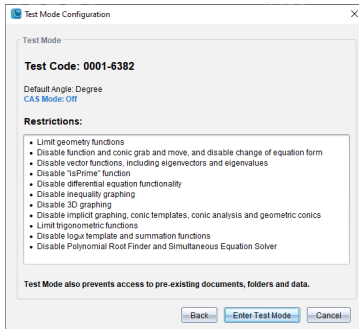 Test Mode Configuration
Test Mode
Test Code: 0001-6382
Default Angle: Degree
CAS Mode: Off
Restrictions:
• Limit geometry functions
• Disable function and conic grab and move, and disable change of equation form
• Disable vector functions, including eigenvectors and eigenvalues
• Disable "isPrime" function
• Disable differential equation functionality
• Disable inequality graphing
• Disable 3D graphing
• Disable implicit graphing, conic templates, conic analysis and geometric conics
• Limit trigonometric functions
• Disable logₐx template and summation functions
• Disable Polynomial Root Finder and Simultaneous Equation Solver
Test Mode also prevents access to pre-existing documents, folders and data.
Back Enter Test Mode Cancel